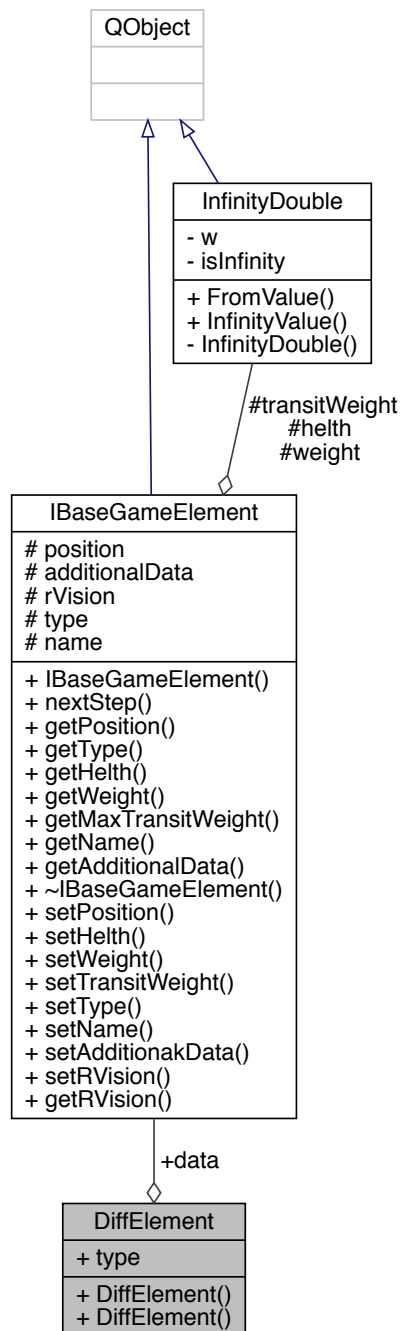 QObject
InfinityDouble
- w
- isInfinity
+ FromValue()
+ InfinityValue()
- InfinityDouble()
#transitWeight
#helth
#weight
IBaseGameElement
# position
# additionalData
# rVision
# type
# name
+ IBaseGameElement()
+ nextStep()
+ getPosition()
+ getType()
+ getHelth()
+ getWeight()
+ getMaxTransitWeight()
+ getName()
+ getAdditionalData()
+ ~IBaseGameElement()
+ setPosition()
+ setHelth()
+ setWeight()
+ setTransitWeight()
+ setType()
+ setName()
+ setAdditionakData()
+ setRVision()
+ getRVision()
+data
DiffElement
+ type
+ DiffElement()
+ DiffElement()